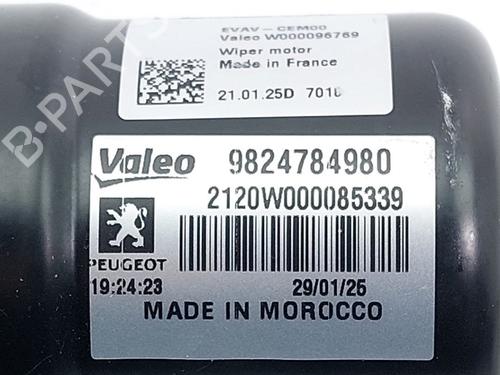 EVAV-CEM00
Valeo W000096769
Wiper motor
Made in France
21.01.25D 7018
B-PARTS
Valeo 9824784980
2120W000085339
PEUGEOT
19:24:23 29/01/25
MADE IN MOROCCO